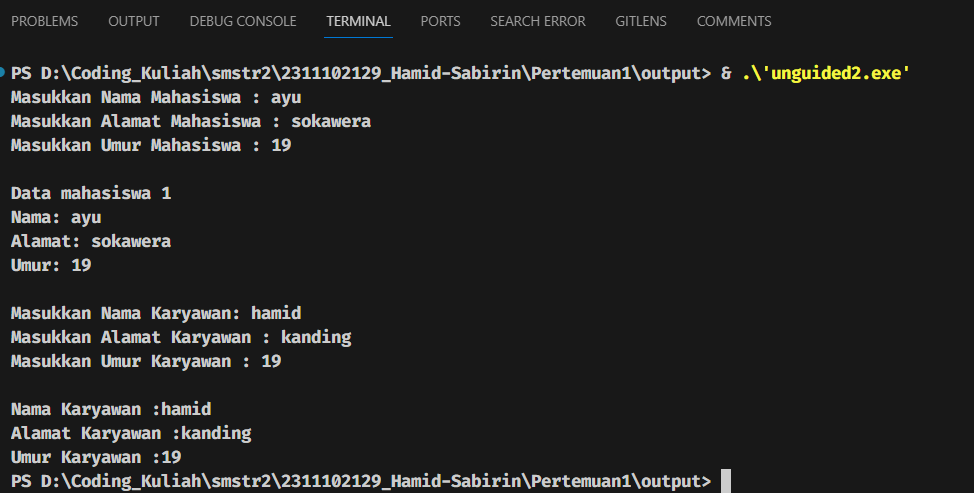 PROBLEMS OUTPUT DEBUG CONSOLE TERMINAL PORTS SEARCH ERROR GITLENS COMMENTS
PS D:\Coding_Kuliah\smstr2\2311102129_Hamid-Sabirin\Pertemuan1\output> & .\'unguided2.exe'
Masukkan Nama Mahasiswa : ayu
Masukkan Alamat Mahasiswa : sokawera
Masukkan Umur Mahasiswa : 19
Data mahasiswa 1
Nama: ayu
Alamat: sokawera
Umur: 19
Masukkan Nama Karyawan: hamid
Masukkan Alamat Karyawan : kanding
Masukkan Umur Karyawan : 19
Nama Karyawan :hamid
Alamat Karyawan :kanding
Umur Karyawan :19
PS D:\Coding_Kuliah\smstr2\2311102129_Hamid-Sabirin\Pertemuan1\output>